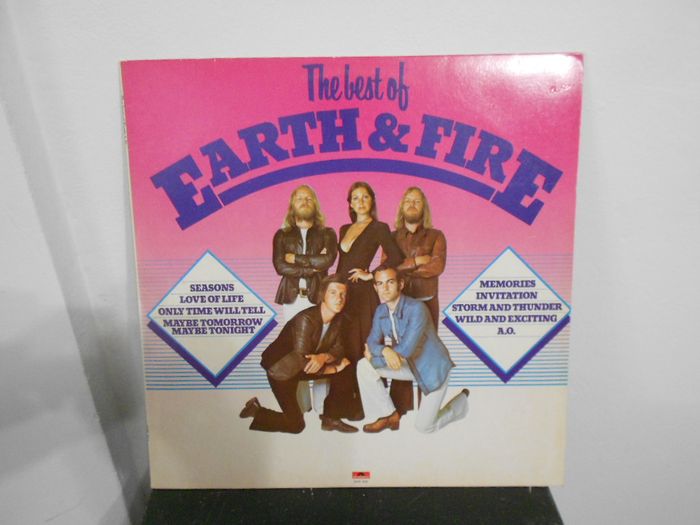 The best of
EARTH & FIRE
SEASONS
LOVE OF LIFE
ONLY TIME WILL TELL
MAYBE TOMORROW
MAYBE TONIGHT
MEMORIES
INVITATION
STORM AND THUNDER
WILD AND EXCITING
A.O.